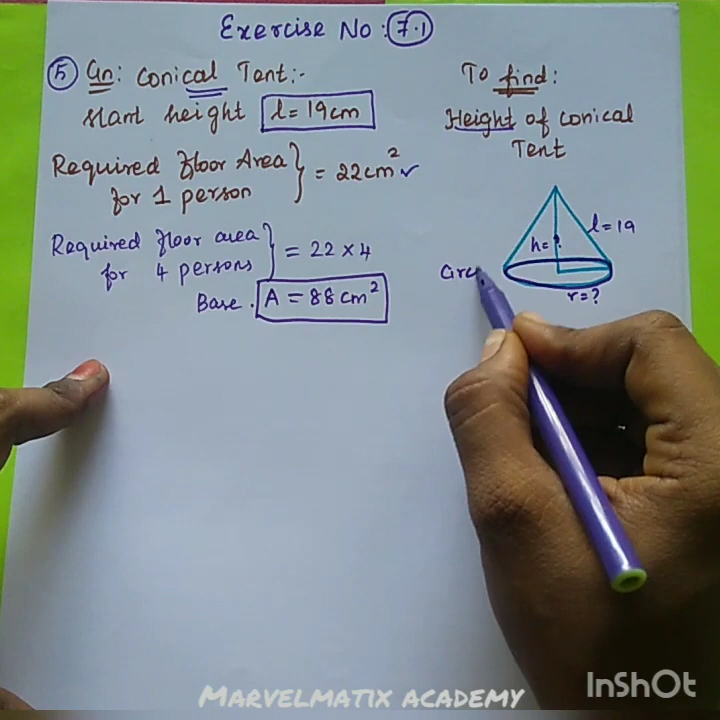 Exercise No : 7.1
5 Gn: Conical Tent:-
slant height l = 19cm
Required Floor Area
for 1 person } = 22cm²
Required floor area
for 4 persons } = 22 × 4
Base. A = 88 cm²
To find:
Height of conical
Tent
l = 19
h = ?
r = ?
Circ
MARVELMATIX ACADEMY
InShOt